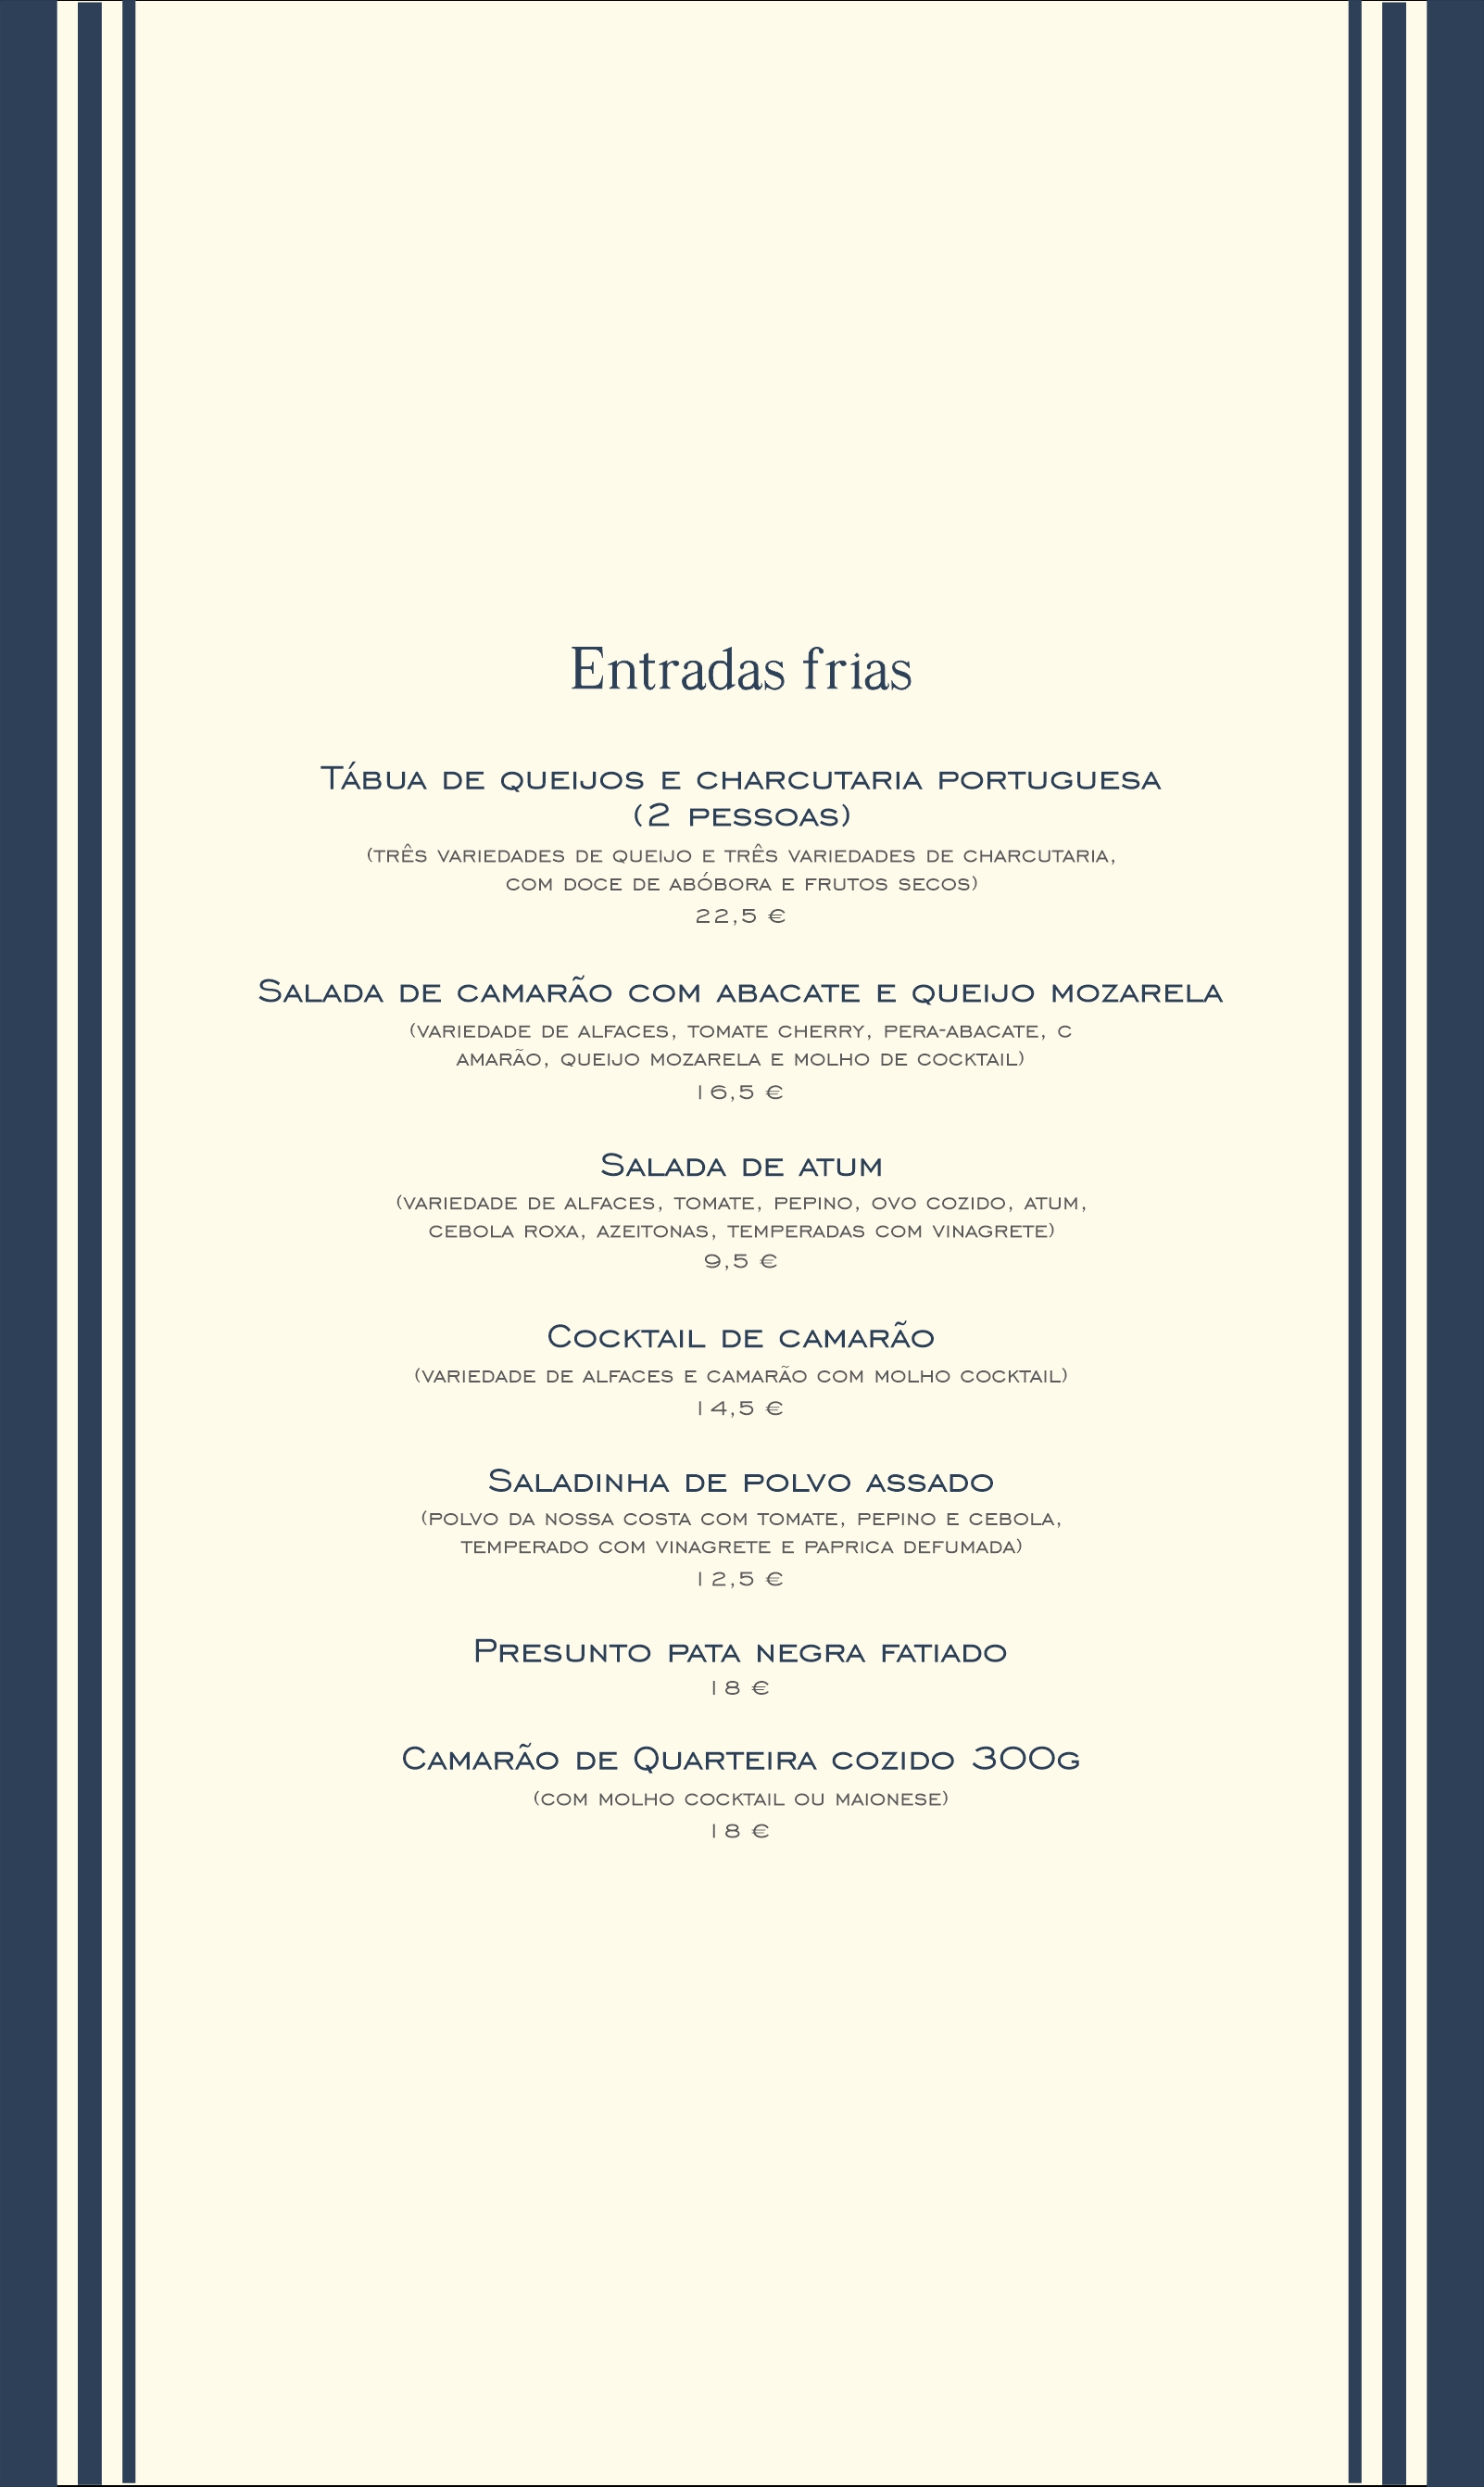 Entradas frias
Tábua de queijos e charcutaria portuguesa
(2 pessoas)
(três variedades de queijo e três variedades de charcutaria,
com doce de abóbora e frutos secos)
22,5 €
Salada de camarão com abacate e queijo mozarela
(variedade de alfaces, tomate cherry, pera-abacate, c
amarão, queijo mozarela e molho de cocktail)
16,5 €
Salada de atum
(variedade de alfaces, tomate, pepino, ovo cozido, atum,
cebola roxa, azeitonas, temperadas com vinagrete)
9,5 €
Cocktail de camarão
(variedade de alfaces e camarão com molho cocktail)
14,5 €
Saladinha de polvo assado
(polvo da nossa costa com tomate, pepino e cebola,
temperado com vinagrete e paprica defumada)
12,5 €
Presunto pata negra fatiado
18 €
Camarão de Quarteira cozido 300g
(com molho cocktail ou maionese)
18 €